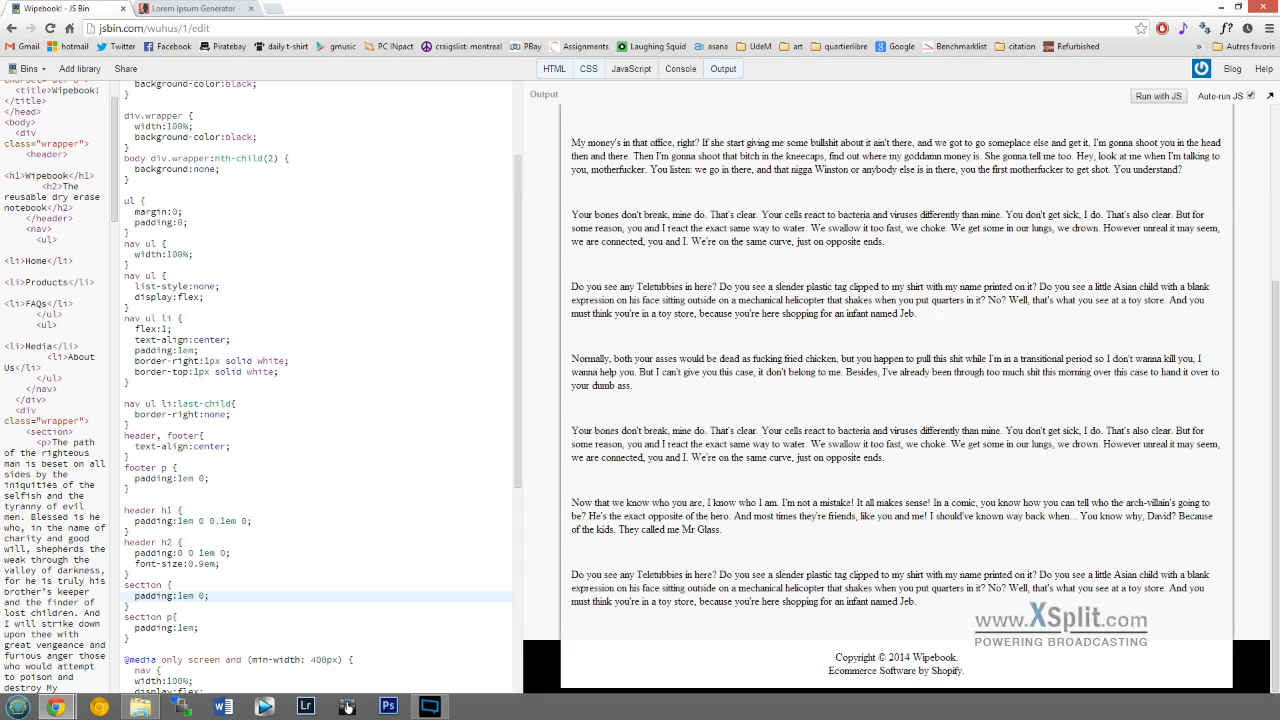 Wipebook! - JS Bin
Lorem Ipsum Generator -
jsbin.com/wuhus/1/edit
Gmail hotmail Twitter Facebook Piratebay daily t-shirt gmusic PC INpact craigslist: montreal PBay Assignments Laughing Squid asana UdeM art quartierlibre Google Benchmarklist citation Refurbished » Autres favoris
Bins Add library Share HTML CSS JavaScript Console Output Blog Help
Output Run with JS Auto-run JS
<title>Wipebook!
</title>
</head>
<body>
<div
class="wrapper">
<header>
<h1>Wipebook</h1>
<h2>The
reusable dry erase
notebook</h2>
</header>
<nav>
<ul>
<li>Home</li>
<li>Products</li>
<li>FAQs</li>
</ul>
<ul>
<li>Media</li>
<li>About
Us</li>
</ul>
</nav>
</div>
<div
class="wrapper">
<section>
<p>The path
of the righteous
man is beset on all
sides by the
iniquities of the
selfish and the
tyranny of evil
men. Blessed is he
who, in the name of
charity and good
will, shepherds the
weak through the
valley of darkness,
for he is truly his
brother's keeper
and the finder of
lost children. And
I will strike down
upon thee with
great vengeance and
furious anger those
who would attempt
to poison and
destroy My
background-color:black;
}
div.wrapper {
width:100%;
background-color:black;
}
body div.wrapper:nth-child(2) {
background:none;
}
ul {
margin:0;
padding:0;
}
nav ul {
width:100%;
}
nav ul {
list-style:none;
display:flex;
}
nav ul li {
flex:1;
text-align:center;
padding:1em;
border-right:1px solid white;
border-top:1px solid white;
}
nav ul li:last-child{
border-right:none;
}
header, footer{
text-align:center;
}
footer p {
padding:1em 0;
}
header h1 {
padding:1em 0 0.1em 0;
}
header h2 {
padding:0 0 1em 0;
font-size:0.9em;
}
section {
padding:1em 0;
}
section p{
padding:1em;
}
@media only screen and (min-width: 400px) {
nav {
width:100%;
display:flex;
My money's in that office, right? If she start giving me some bullshit about it ain't there, and we got to go someplace else and get it, I'm gonna shoot you in the head
then and there. Then I'm gonna shoot that bitch in the kneecaps, find out where my goddamn money is. She gonna tell me too. Hey, look at me when I'm talking to
you, motherfucker. You listen: we go in there, and that nigga Winston or anybody else is in there, you the first motherfucker to get shot. You understand?
Your bones don't break, mine do. That's clear. Your cells react to bacteria and viruses differently than mine. You don't get sick, I do. That's also clear. But for
some reason, you and I react the exact same way to water. We swallow it too fast, we choke. We get some in our lungs, we drown. However unreal it may seem,
we are connected, you and I. We're on the same curve, just on opposite ends.
Do you see any Teletubbies in here? Do you see a slender plastic tag clipped to my shirt with my name printed on it? Do you see a little Asian child with a blank
expression on his face sitting outside on a mechanical helicopter that shakes when you put quarters in it? No? Well, that's what you see at a toy store. And you
must think you're in a toy store, because you're here shopping for an infant named Jeb.
Normally, both your asses would be dead as fucking fried chicken, but you happen to pull this shit while I'm in a transitional period so I don't wanna kill you, I
wanna help you. But I can't give you this case, it don't belong to me. Besides, I've already been through too much shit this morning over this case to hand it over to
your dumb ass.
Your bones don't break, mine do. That's clear. Your cells react to bacteria and viruses differently than mine. You don't get sick, I do. That's also clear. But for
some reason, you and I react the exact same way to water. We swallow it too fast, we choke. We get some in our lungs, we drown. However unreal it may seem,
we are connected, you and I. We're on the same curve, just on opposite ends.
Now that we know who you are, I know who I am. I'm not a mistake! It all makes sense! In a comic, you know how you can tell who the arch-villain's going to
be? He's the exact opposite of the hero. And most times they're friends, like you and me! I should've known way back when... You know why, David? Because
of the kids. They called me Mr Glass.
Do you see any Teletubbies in here? Do you see a slender plastic tag clipped to my shirt with my name printed on it? Do you see a little Asian child with a blank
expression on his face sitting outside on a mechanical helicopter that shakes when you put quarters in it? No? Well, that's what you see at a toy store. And you
must think you're in a toy store, because you're here shopping for an infant named Jeb.
www.XSplit.com
POWERING BROADCASTING
Copyright © 2014 Wipebook.
Ecommerce Software by Shopify.